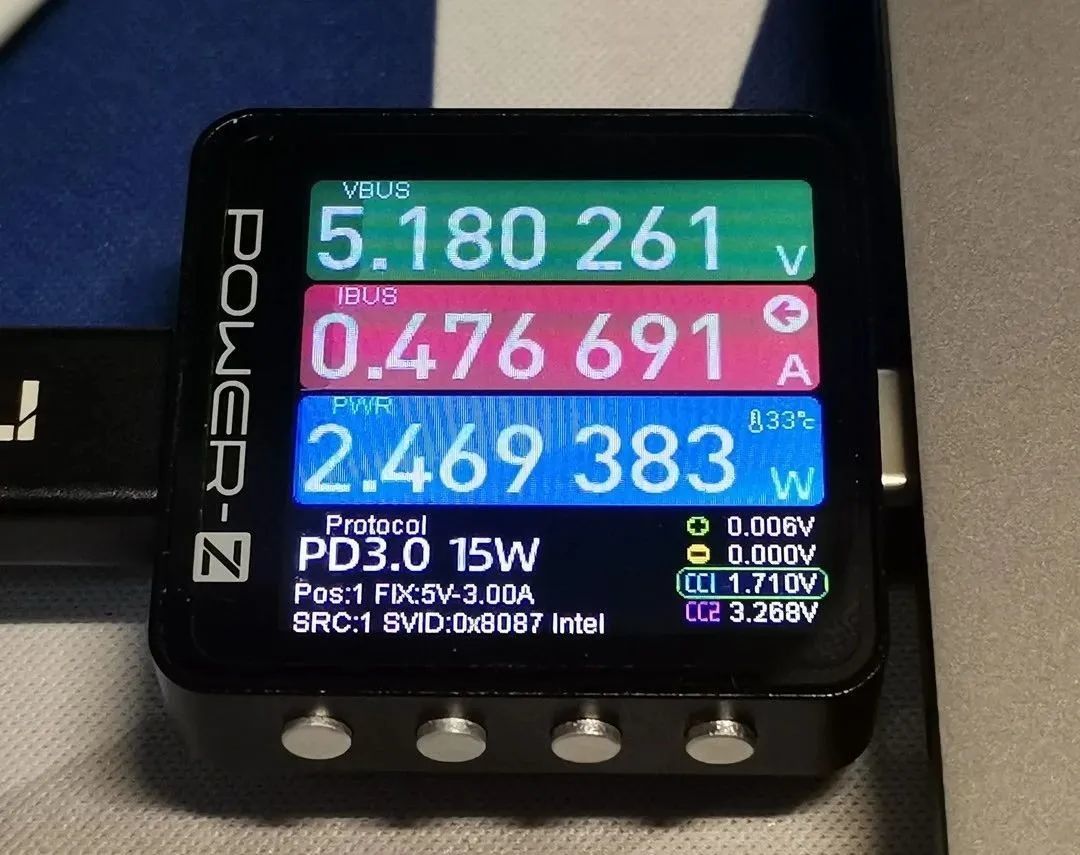 POWER-Z
VBUS
5.180 261 V
IBUS
0.476 691 A
PWR
33℃
2.469 383 W
Protocol
PD3.0 15W
Pos:1 FIX:5V-3.00A
SRC:1 SVID:0x8087 Intel
0.006V
0.000V
CC1 1.710V
CC2 3.268V